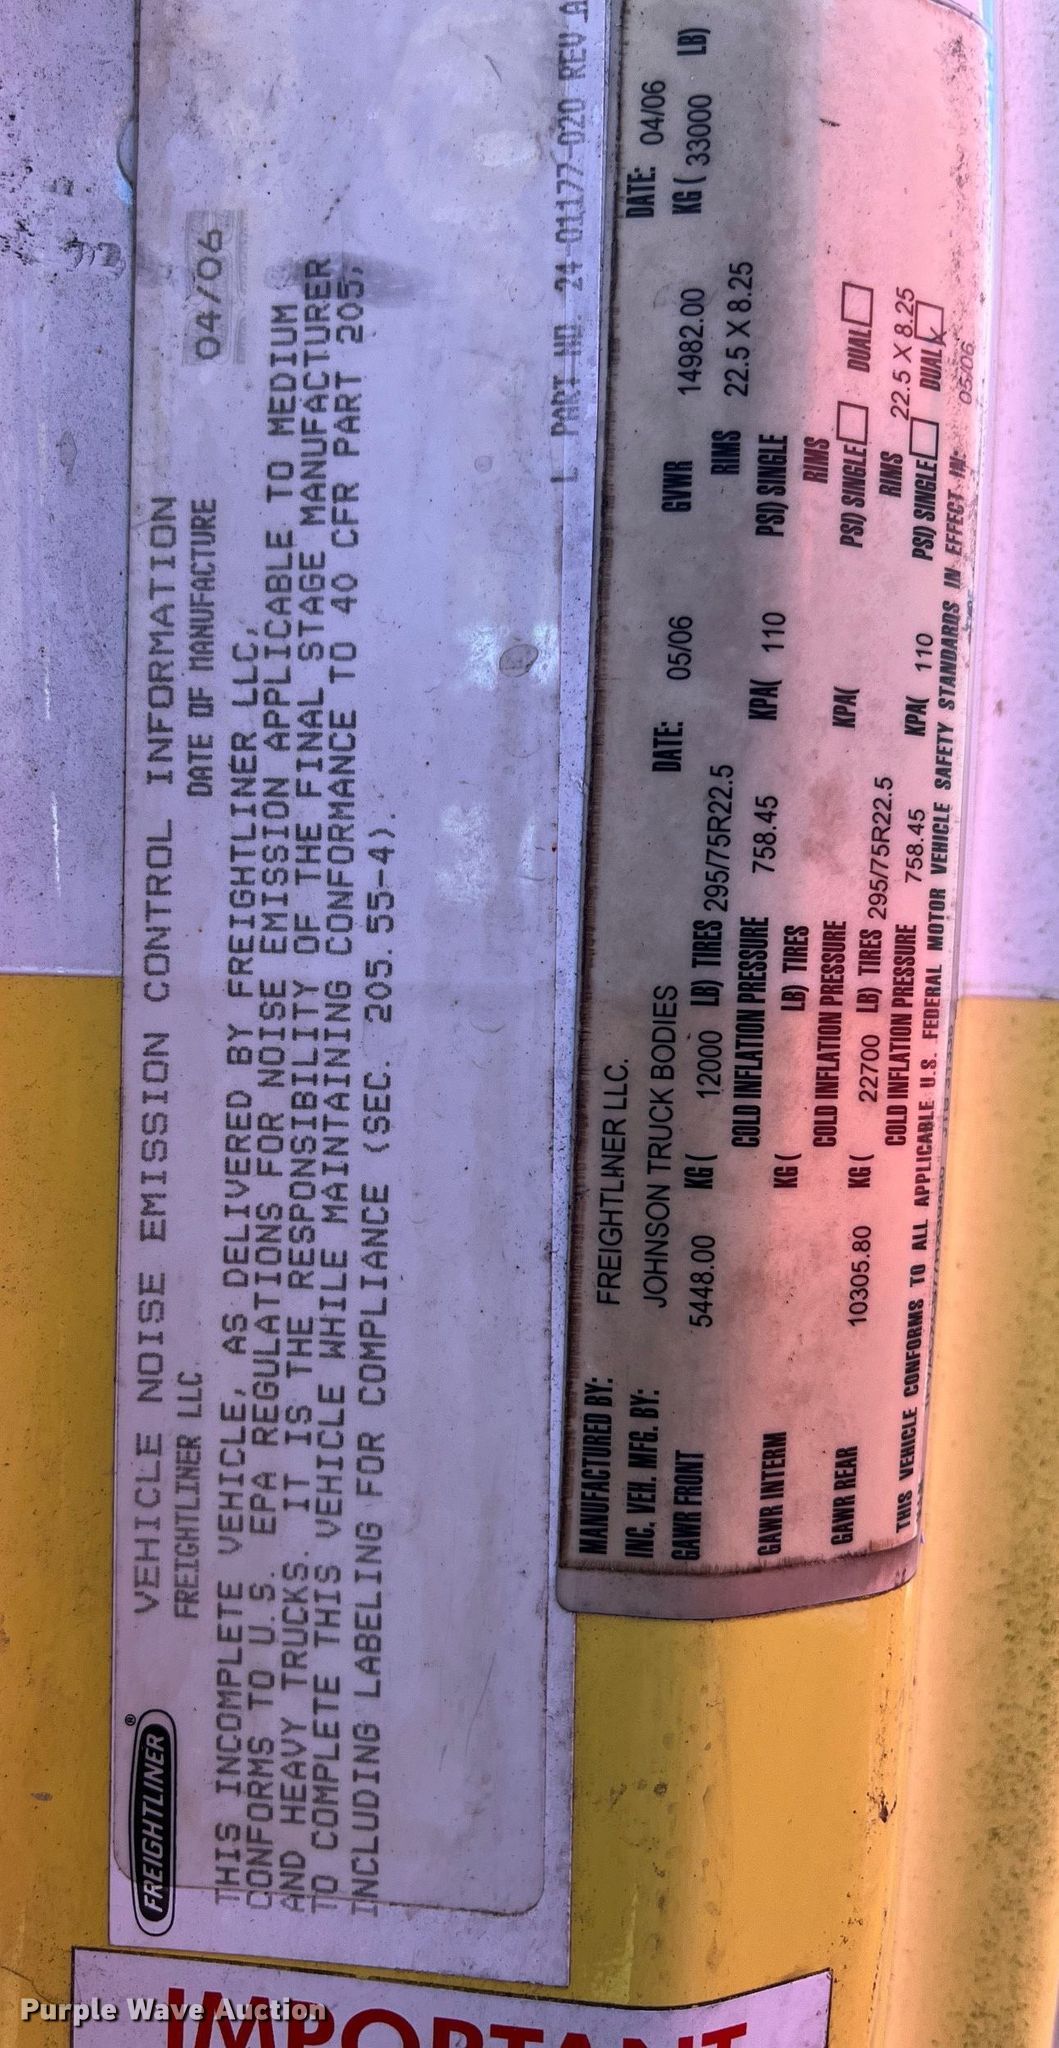 FREIGHTLINER®
VEHICLE NOISE EMISSION CONTROL INFORMATION
FREIGHTLINER LLC DATE OF MANUFACTURE 04/06
THIS INCOMPLETE VEHICLE, AS DELIVERED BY FREIGHTLINER LLC,
CONFORMS TO U.S. EPA REGULATIONS FOR NOISE EMISSION APPLICABLE TO MEDIUM
AND HEAVY TRUCKS. IT IS THE RESPONSIBILITY OF THE FINAL STAGE MANUFACTURER
TO COMPLETE THIS VEHICLE WHILE MAINTAINING CONFORMANCE TO 40 CFR PART 205,
INCLUDING LABELING FOR COMPLIANCE (SEC. 205.55-4).
PART NO. 24-01177-020 REV A
MANUFACTURED BY: FREIGHTLINER LLC. DATE: 04/06
INC. VEH. MFG. BY: JOHNSON TRUCK BODIES DATE: 05/06 GVWR 14982.00 KG ( 33000 LB)
GAWR FRONT 5448.00 KG ( 12000 LB) TIRES 295/75R22.5 RIMS 22.5 X 8.25
COLD INFLATION PRESSURE 758.45 KPA( 110 PSI) SINGLE
GAWR INTERM KG ( LB) TIRES RIMS
COLD INFLATION PRESSURE KPA( PSI) SINGLE DUAL
GAWR REAR 10305.80 KG ( 22700 LB) TIRES 295/75R22.5 RIMS 22.5 X 8.25
COLD INFLATION PRESSURE 758.45 KPA( 110 PSI) SINGLE DUAL X
THIS VEHICLE CONFORMS TO ALL APPLICABLE U.S. FEDERAL MOTOR VEHICLE SAFETY STANDARDS IN EFFECT IN: 05/06
IMPORTANT
Purple Wave Auction